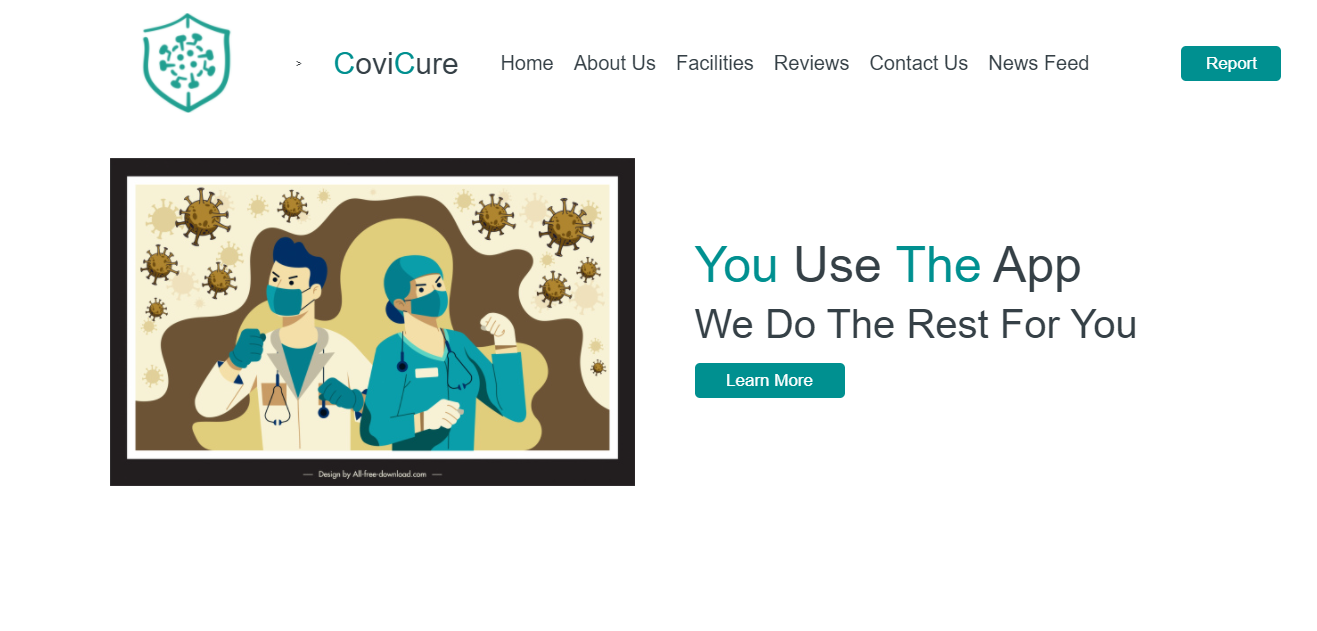 > CoviCure Home About Us Facilities Reviews Contact Us News Feed Report
You Use The App
We Do The Rest For You
Learn More
Design by All-free-download.com